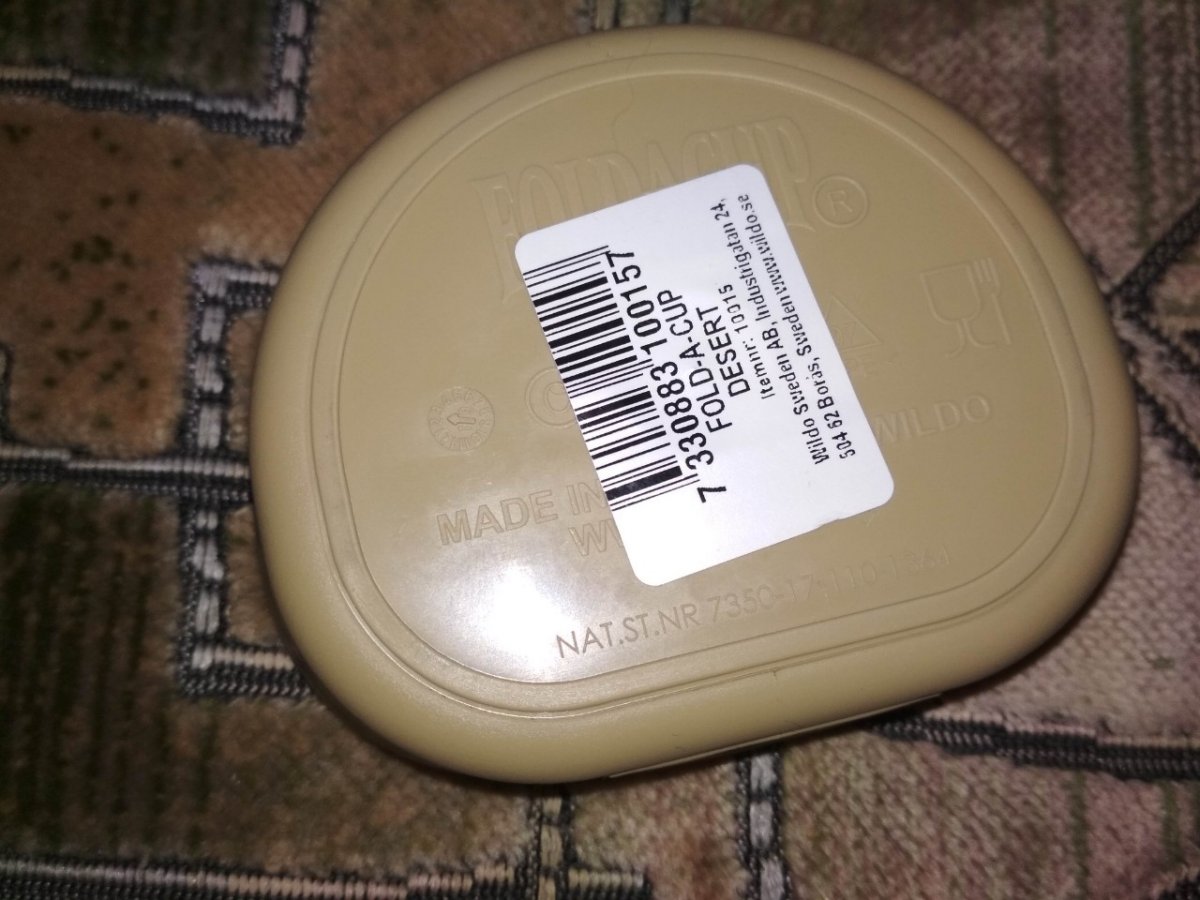 FOLDACUP ®
7 330883 100157
FOLD-A-CUP
DESERT
Itemnr: 10015
Wildo Sweden AB, Industrigatan 24,
504 62 Borås, Sweden www.wildo.se
WILDO
MADE IN
NAT.ST.NR 7350-17-110 1364